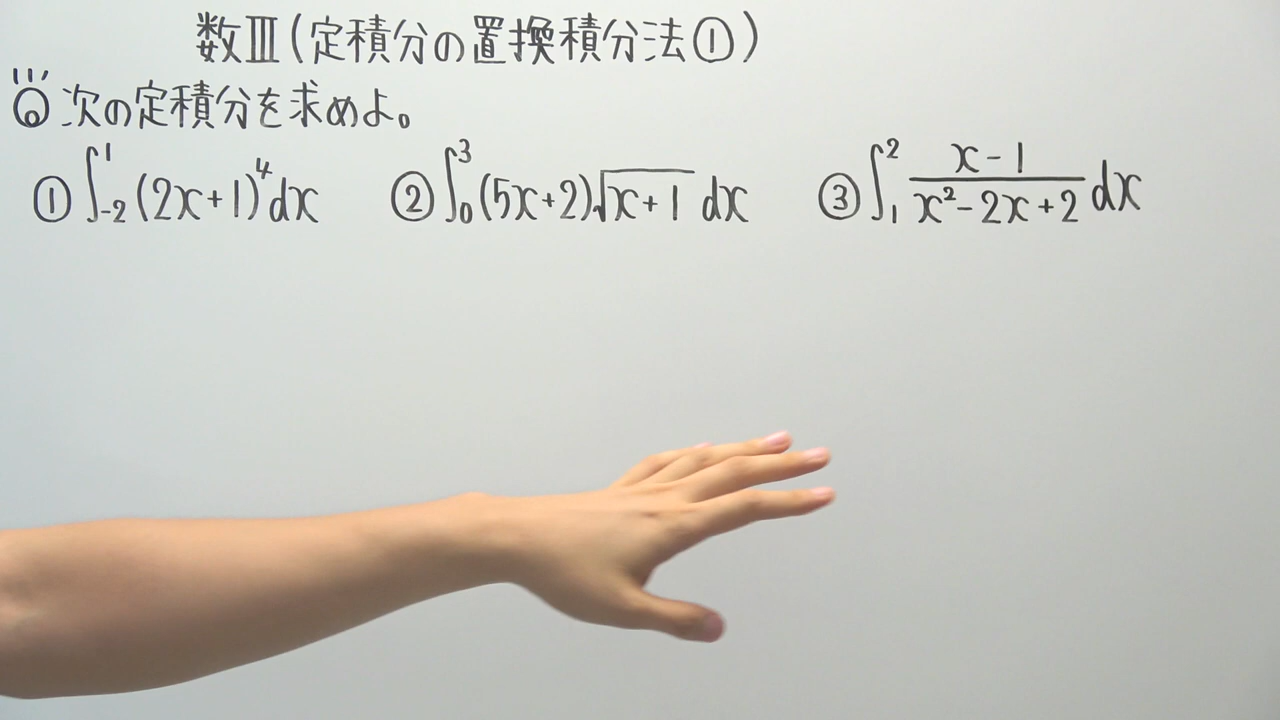 数Ⅲ(定積分の置換積分法①)
次の定積分を求めよ。
① ∫_{-2}^{1} (2x+1)^4 dx ② ∫_{0}^{3} (5x+2)√(x+1) dx ③ ∫_{1}^{2} (x-1)/(x^2-2x+2) dx